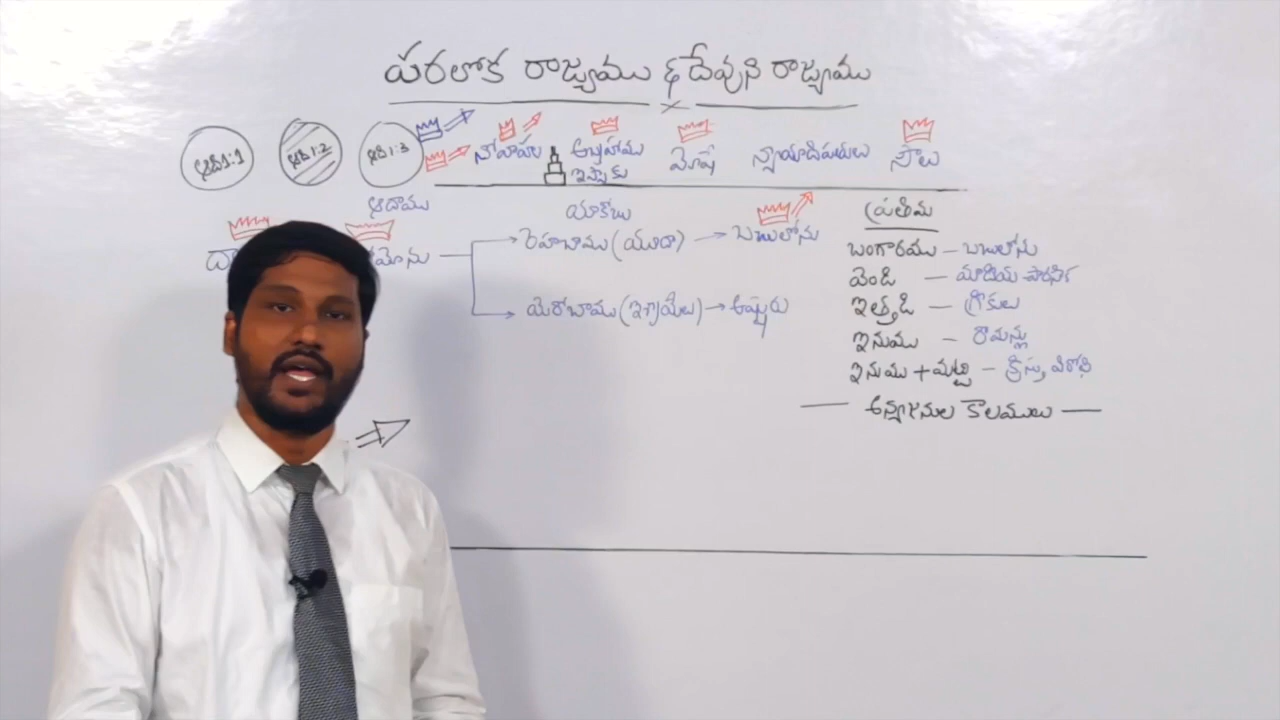 పరలోక రాజ్యము & దేవుని రాజ్యము
ఆది1:1 ఆది 1:2 ఆది 1:3 నోవాహు అబ్రాహాము మోషే న్యాయాధిపతులు సౌలు
ఇస్సాకు
ఆదాము యాకోబు ప్రతిమ
రెహబాము (యూదా) → బబులోను
బంగారము – బబులోను
వెండి – మాదియ పారసీక
యెరోబాము (ఇశ్రాయేలు) → అష్షూరు
ఇత్తడి – గ్రీకులు
ఇనుము – రోమన్లు
ఇనుము + మట్టి – క్రీస్తు విరోధి
— అన్యజనుల కాలములు —